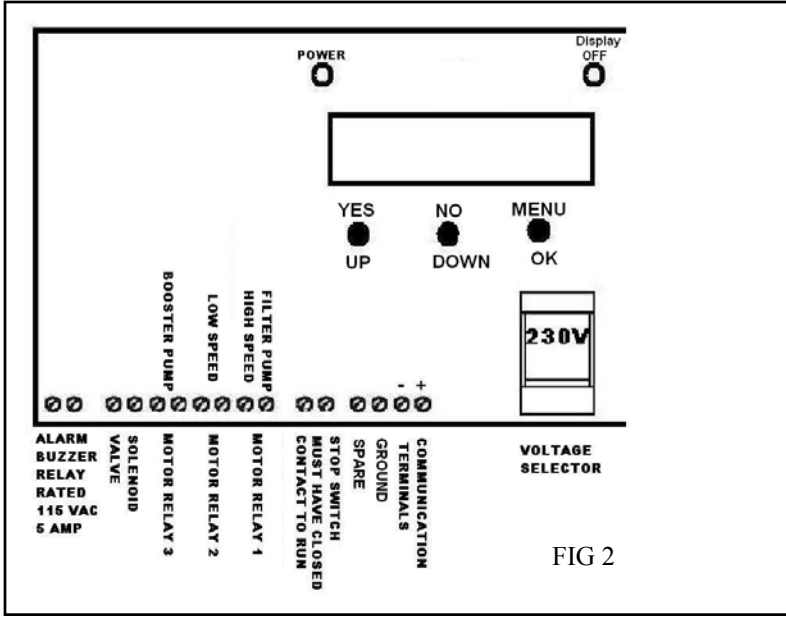 POWER
Display
OFF
YES
NO
MENU
UP
DOWN
OK
230V
BOOSTER PUMP
LOW SPEED
HIGH SPEED
FILTER PUMP
- +
ALARM
BUZZER
RELAY
RATED
115 VAC
5 AMP
VALVE
SOLENOID
MOTOR RELAY 3
MOTOR RELAY 2
MOTOR RELAY 1
CONTACT TO RUN
MUST HAVE CLOSED
STOP SWITCH
SPARE
GROUND
TERMINALS
COMMUNICATION
VOLTAGE
SELECTOR
FIG 2